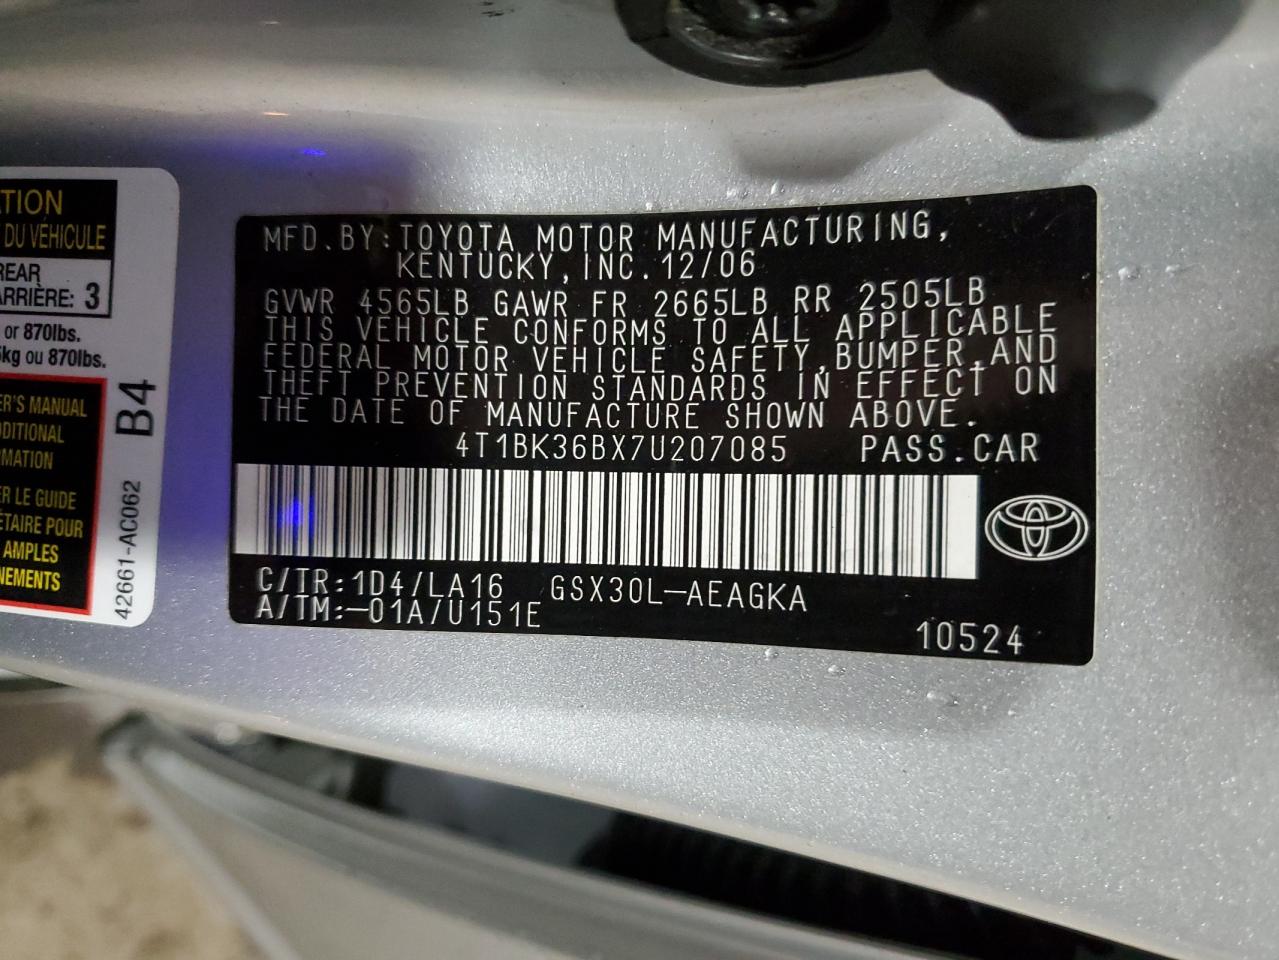 TION
DU VÉHICULE
REAR
ARRIÈRE: 3
or 870lbs.
kg ou 870lbs.
ER'S MANUAL
DDITIONAL
RMATION
ER LE GUIDE
ÉTAIRE POUR
AMPLES
NEMENTS
B4
42661-AC062
MFD.BY:TOYOTA MOTOR MANUFACTURING,
KENTUCKY,INC.12/06
GVWR 4565LB GAWR FR 2665LB RR 2505LB
THIS VEHICLE CONFORMS TO ALL APPLICABLE
FEDERAL MOTOR VEHICLE SAFETY,BUMPER,AND
THEFT PREVENTION STANDARDS IN EFFECT ON
THE DATE OF MANUFACTURE SHOWN ABOVE.
4T1BK36BX7U207085 PASS.CAR
C/TR:1D4/LA16 GSX30L-AEAGKA
A/TM:-01A/U151E
10524